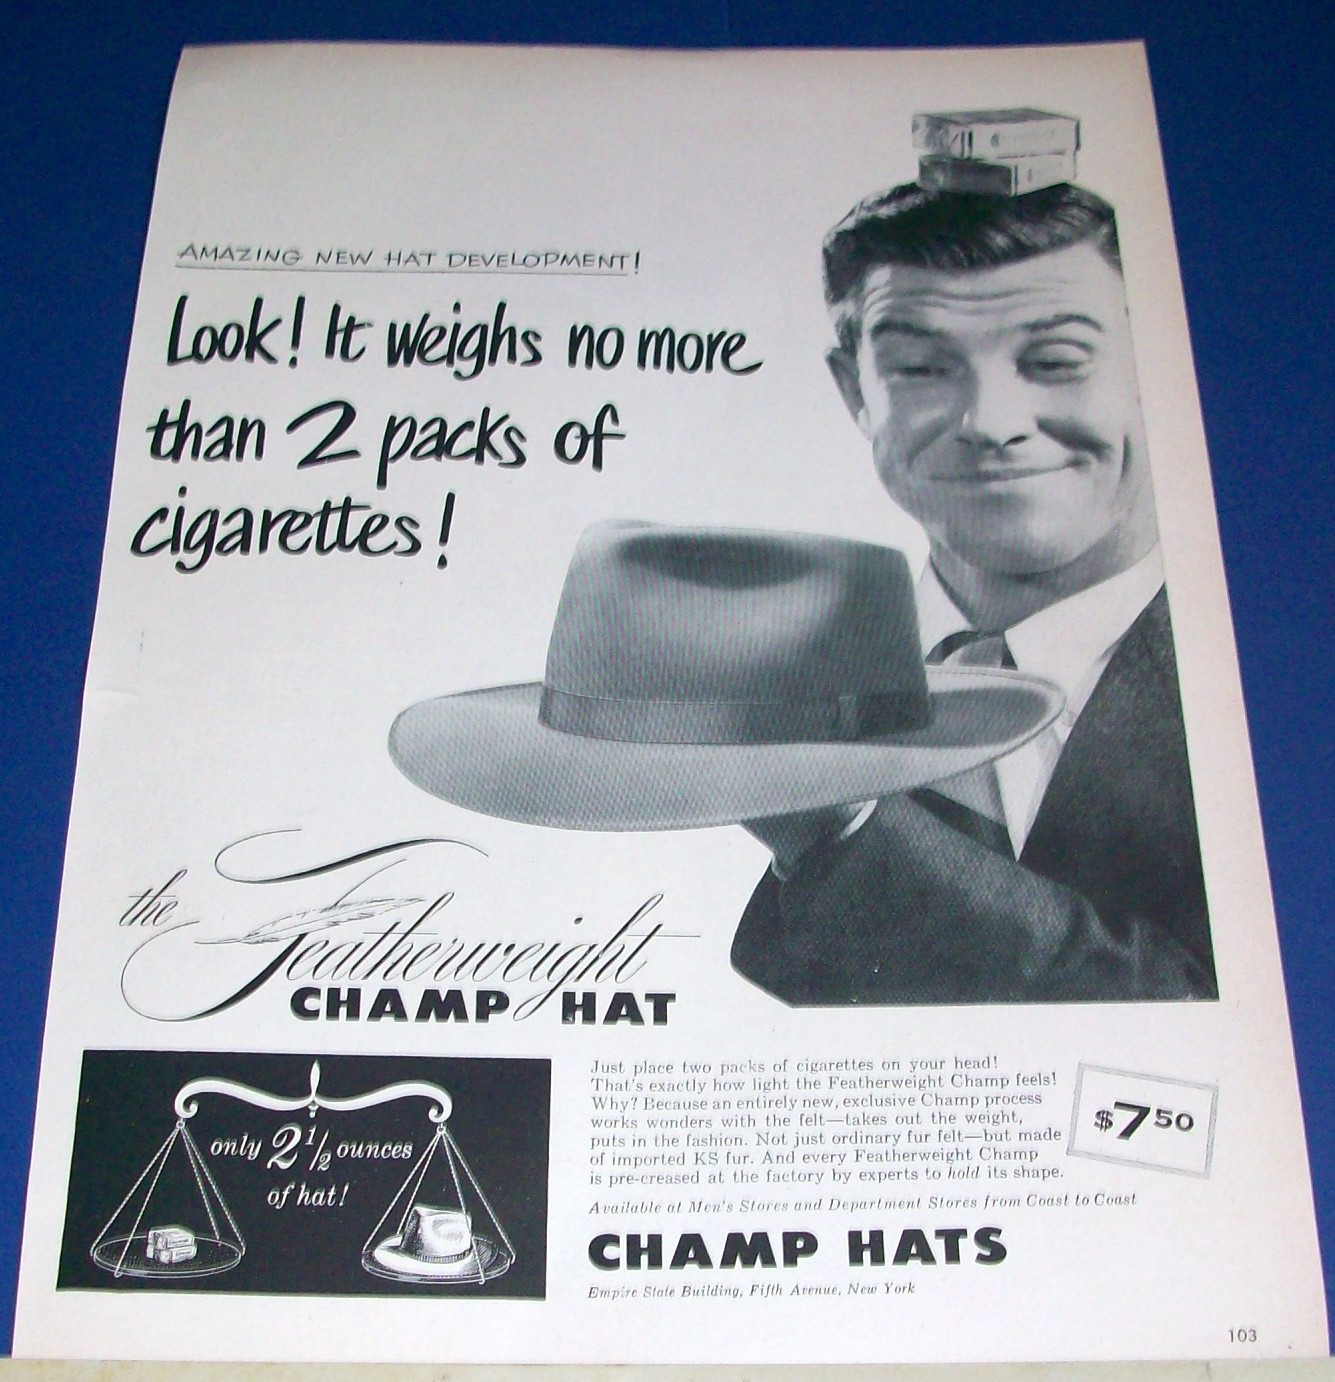 AMAZING NEW HAT DEVELOPMENT!
Look! It weighs no more
than 2 packs of
cigarettes!
the Featherweight
CHAMP HAT
only 2 1/2 ounces
of hat!
Just place two packs of cigarettes on your head!
That's exactly how light the Featherweight Champ feels!
Why? Because an entirely new, exclusive Champ process
works wonders with the felt—takes out the weight,
puts in the fashion. Not just ordinary fur felt—but made
of imported KS fur. And every Featherweight Champ
is pre-creased at the factory by experts to hold its shape.
$7 50
Available at Men's Stores and Department Stores from Coast to Coast
CHAMP HATS
Empire State Building, Fifth Avenue, New York
103